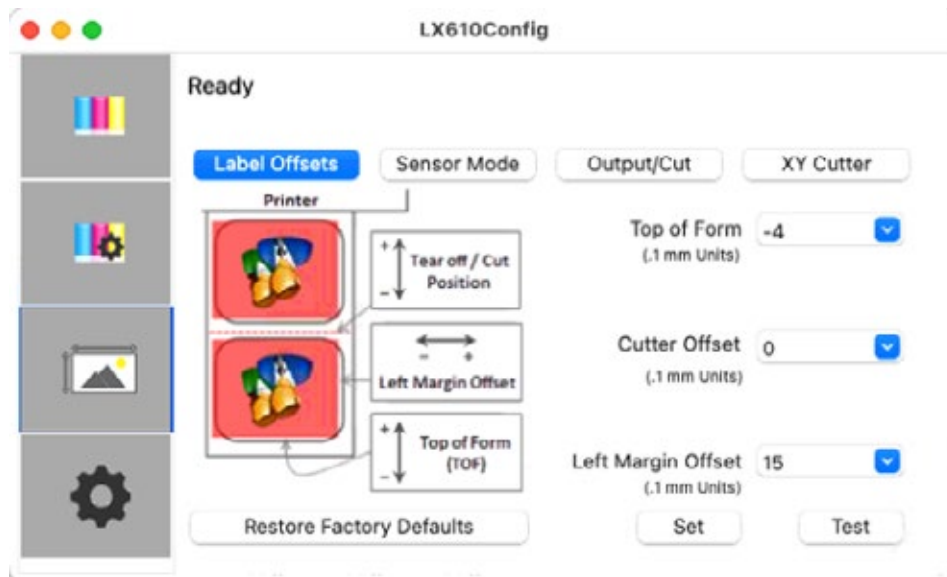 LX610Config
Ready
Label Offsets
Sensor Mode
Output/Cut
XY Cutter
Printer
+
Tear off / Cut
Position
-
- +
Left Margin Offset
+
Top of Form
(TOF)
-
Top of Form -4
(.1 mm Units)
Cutter Offset 0
(.1 mm Units)
Left Margin Offset 15
(.1 mm Units)
Restore Factory Defaults
Set
Test